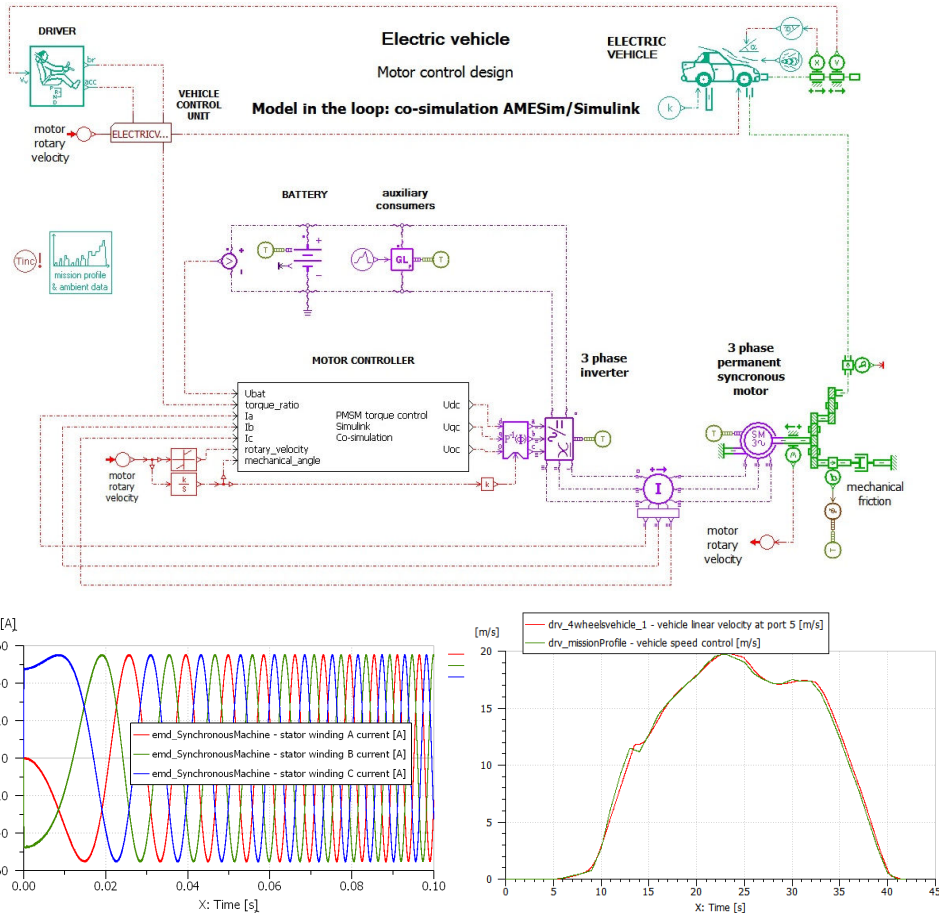 DRIVER
br
acc
V_v
P
R
N
D
Electric vehicle
Motor control design
Model in the loop: co-simulation AMESim/Simulink
ELECTRIC
VEHICLE
α
X
V
k
VEHICLE
CONTROL
UNIT
ELECTRICV...
motor
rotary
velocity
BATTERY
auxiliary
consumers
T
+
−
V
GL
T
Tinc!
mission profile
& ambient data
MOTOR CONTROLLER
Ubat
torque_ratio
Ia
Ib
Ic
rotary_velocity
mechanical_angle
PMSM torque control
Simulink
Co-simulation
Udc
Uqc
Uoc
motor
rotary
velocity
k
s
k
3 phase
inverter
T
I
3 phase
permanent
syncronous
motor
T
SM
3~
motor
rotary
velocity
mechanical
friction
T
[A]
emd_SynchronousMachine - stator winding A current [A]
emd_SynchronousMachine - stator winding B current [A]
emd_SynchronousMachine - stator winding C current [A]
0.00
0.02
0.04
0.06
0.08
0.10
X: Time [s]
drv_4wheelsvehicle_1 - vehicle linear velocity at port 5 [m/s]
drv_missionProfile - vehicle speed control [m/s]
[m/s]
20
15
10
5
0
0
5
10
15
20
25
30
35
40
45
X: Time [s]